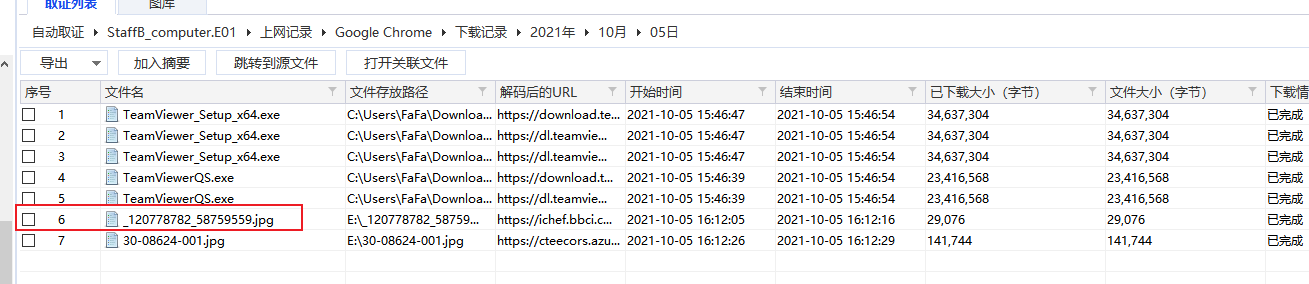 取证列表 图库
自动取证 StaffB_computer.E01 上网记录 Google Chrome 下载记录 2021年 10月 05日
导出 加入摘要 跳转到源文件 打开关联文件
序号 文件名 文件存放路径 解码后的URL 开始时间 结束时间 已下载大小（字节） 文件大小（字节） 下载情
1 TeamViewer_Setup_x64.exe C:\Users\FaFa\Downloa... https://download.te... 2021-10-05 15:46:47 2021-10-05 15:46:54 34,637,304 34,637,304 已完成
2 TeamViewer_Setup_x64.exe C:\Users\FaFa\Downloa... https://dl.teamvie... 2021-10-05 15:46:47 2021-10-05 15:46:54 34,637,304 34,637,304 已完成
3 TeamViewer_Setup_x64.exe C:\Users\FaFa\Downloa... https://dl.teamvie... 2021-10-05 15:46:47 2021-10-05 15:46:54 34,637,304 34,637,304 已完成
4 TeamViewerQS.exe C:\Users\FaFa\Downloa... https://download.t... 2021-10-05 15:46:39 2021-10-05 15:46:54 23,416,568 23,416,568 已完成
5 TeamViewerQS.exe C:\Users\FaFa\Downloa... https://dl.teamvie... 2021-10-05 15:46:39 2021-10-05 15:46:54 23,416,568 23,416,568 已完成
6 _120778782_58759559.jpg E:\_120778782_58759... https://ichef.bbci.c... 2021-10-05 16:12:05 2021-10-05 16:12:16 29,076 29,076 已完成
7 30-08624-001.jpg E:\30-08624-001.jpg https://cteecors.azu... 2021-10-05 16:12:26 2021-10-05 16:12:29 141,744 141,744 已完成